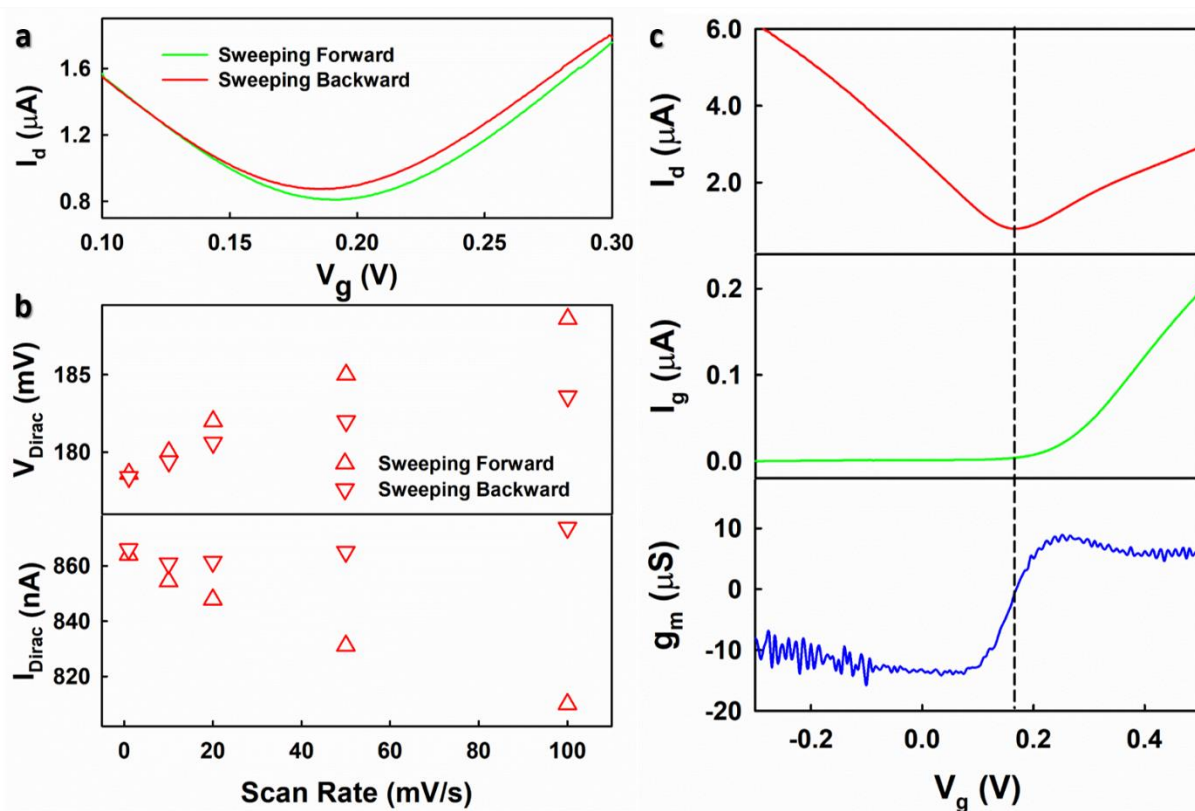 a
Sweeping Forward
Sweeping Backward
I_d (μA)
1.6
1.2
0.8
0.10
0.15
0.20
0.25
0.30
V_g (V)
b
V_Dirac (mV)
185
180
Sweeping Forward
Sweeping Backward
I_Dirac (nA)
860
840
820
0
20
40
60
80
100
Scan Rate (mV/s)
c
I_d (μA)
6.0
4.0
2.0
I_g (μA)
0.2
0.1
0.0
g_m (μS)
10
0
-10
-20
-0.2
0.0
0.2
0.4
V_g (V)